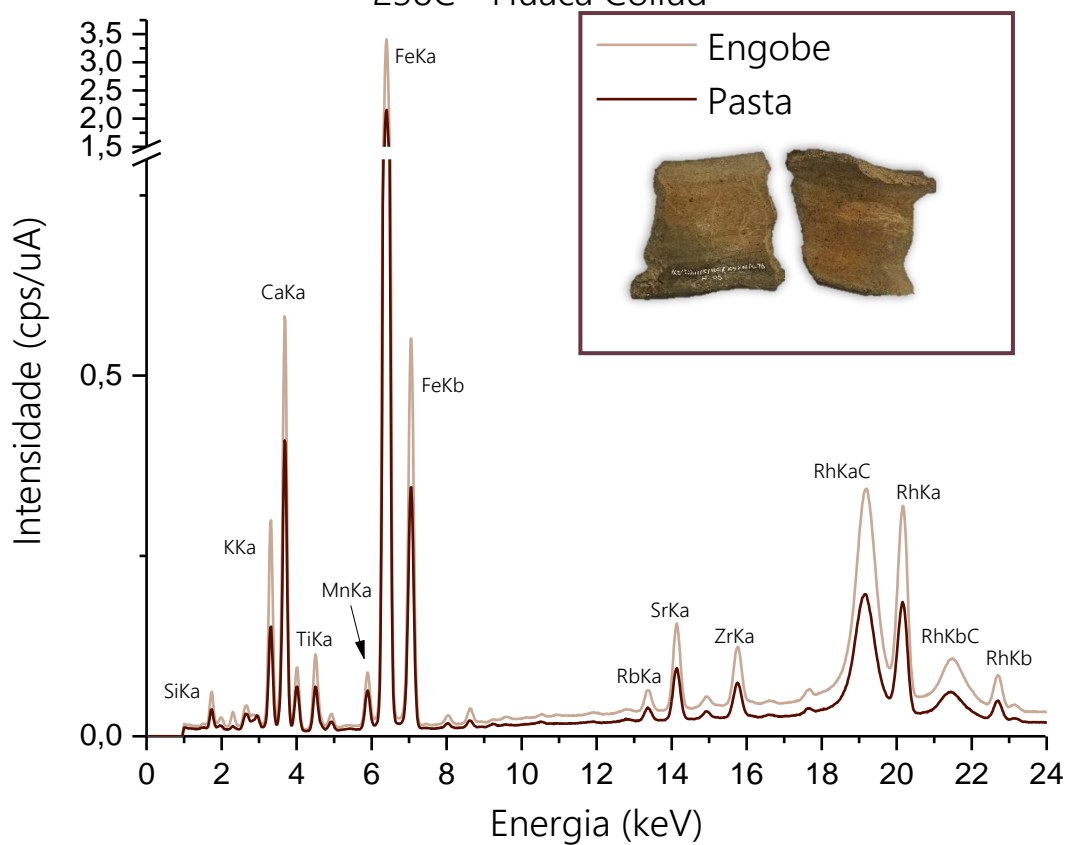 Engobe
Pasta
3,5
3,0
2,5
2,0
1,5
0,5
0,0
Intensidade (cps/uA)
FeKa
CaKa
FeKb
KKa
MnKa
TiKa
SiKa
RhKaC
RhKa
SrKa
ZrKa
RbKa
RhKbC
RhKb
0 2 4 6 8 10 12 14 16 18 20 22 24
Energia (keV)